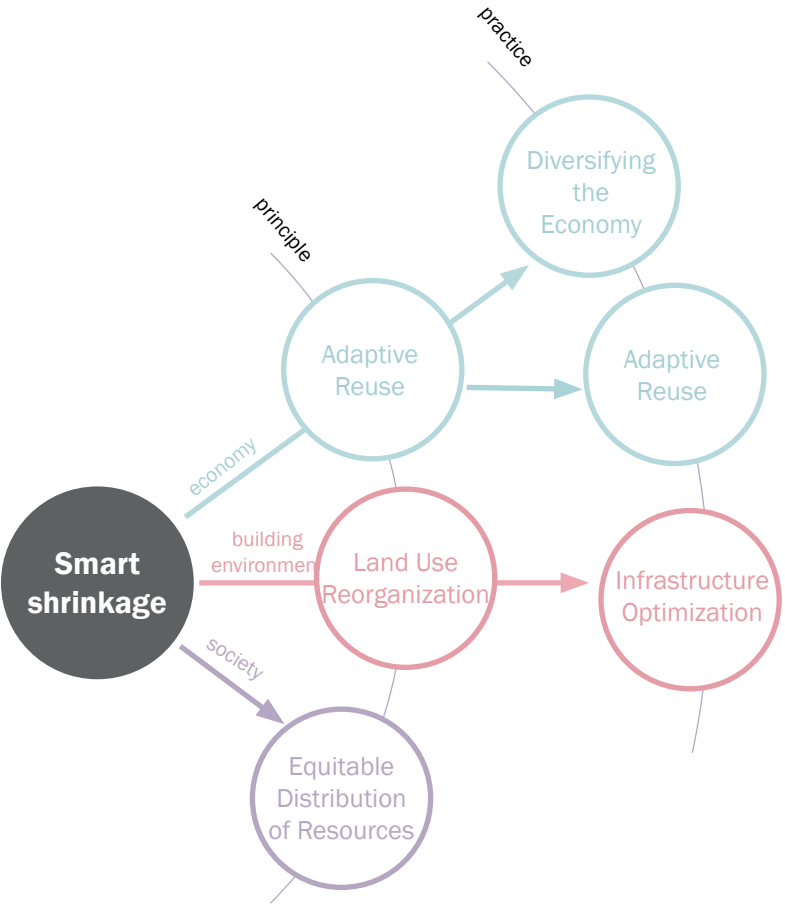 practice
Diversifying
the
Economy
principle
Adaptive
Reuse
Adaptive
Reuse
economy
building
environmen
Smart
shrinkage
Land Use
Reorganization
Infrastructure
Optimization
society
Equitable
Distribution
of Resources